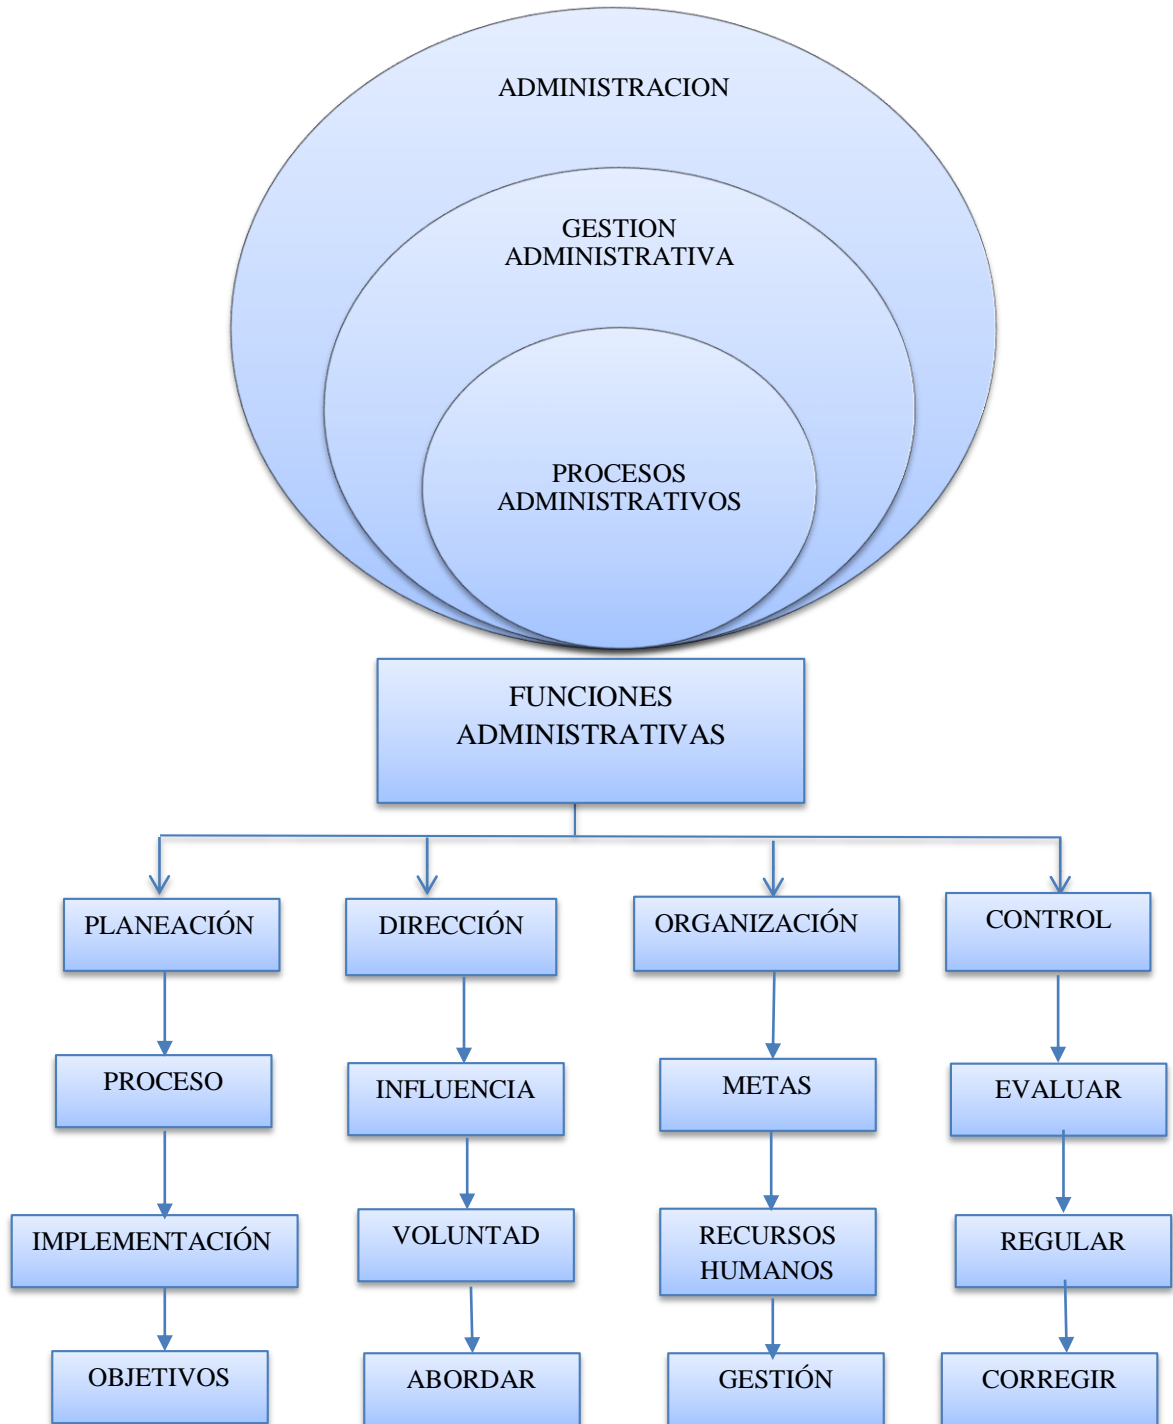 ADMINISTRACION
GESTION
ADMINISTRATIVA
PROCESOS
ADMINISTRATIVOS
FUNCIONES
ADMINISTRATIVAS
PLANEACIÓN
DIRECCIÓN
ORGANIZACIÓN
CONTROL
PROCESO
INFLUENCIA
METAS
EVALUAR
IMPLEMENTACIÓN
VOLUNTAD
RECURSOS
HUMANOS
REGULAR
OBJETIVOS
ABORDAR
GESTIÓN
CORREGIR